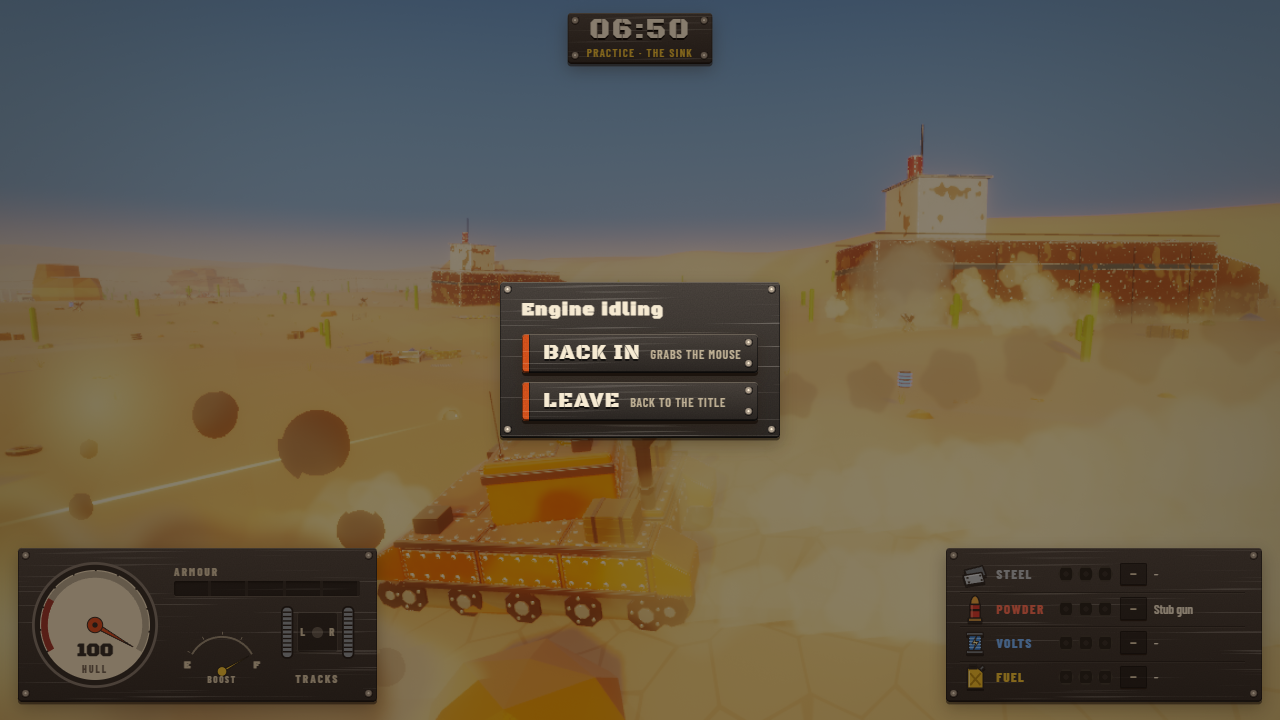 06:50
PRACTICE - THE SINK
Engine idling
BACK IN GRABS THE MOUSE
LEAVE BACK TO THE TITLE
ARMOUR
100
HULL
E F
BOOST
L R
TRACKS
STEEL - -
POWDER - Stub gun
VOLTS - -
FUEL - -